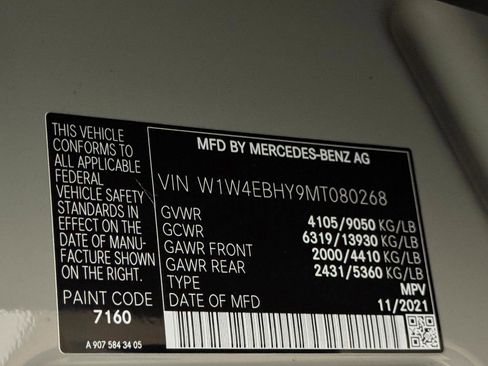 THIS VEHICLE
CONFORMS TO
ALL APPLICABLE
FEDERAL
VEHICLE SAFETY
STANDARDS IN
EFFECT ON THE
DATE OF MANU-
FACTURE SHOWN
ON THE RIGHT.
PAINT CODE
7160
A 907 584 34 05
MFD BY MERCEDES-BENZ AG
VIN W1W4EBHY9MT080268
GVWR 4105/9050 KG/LB
GCWR 6319/13930 KG/LB
GAWR FRONT 2000/4410 KG/LB
GAWR REAR 2431/5360 KG/LB
TYPE MPV
DATE OF MFD 11/2021